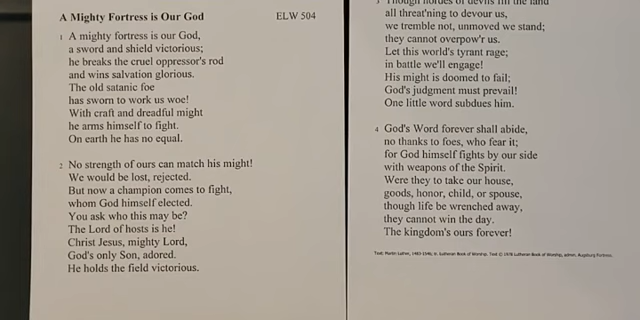 A Mighty Fortress is Our God ELW 504
1 A mighty fortress is our God,
a sword and shield victorious;
he breaks the cruel oppressor's rod
and wins salvation glorious.
The old satanic foe
has sworn to work us woe!
With craft and dreadful might
he arms himself to fight.
On earth he has no equal.
2 No strength of ours can match his might!
We would be lost, rejected.
But now a champion comes to fight,
whom God himself elected.
You ask who this may be?
The Lord of hosts is he!
Christ Jesus, mighty Lord,
God's only Son, adored.
He holds the field victorious.
3 Though hordes of devils fill the land
all threat'ning to devour us,
we tremble not, unmoved we stand;
they cannot overpow'r us.
Let this world's tyrant rage;
in battle we'll engage!
His might is doomed to fail;
God's judgment must prevail!
One little word subdues him.
4 God's Word forever shall abide,
no thanks to foes, who fear it;
for God himself fights by our side
with weapons of the Spirit.
Were they to take our house,
goods, honor, child, or spouse,
though life be wrenched away,
they cannot win the day.
The kingdom's ours forever!
Text: Martin Luther, 1483-1546; tr. Lutheran Book of Worship. Text © 1978 Lutheran Book of Worship, admin. Augsburg Fortress.